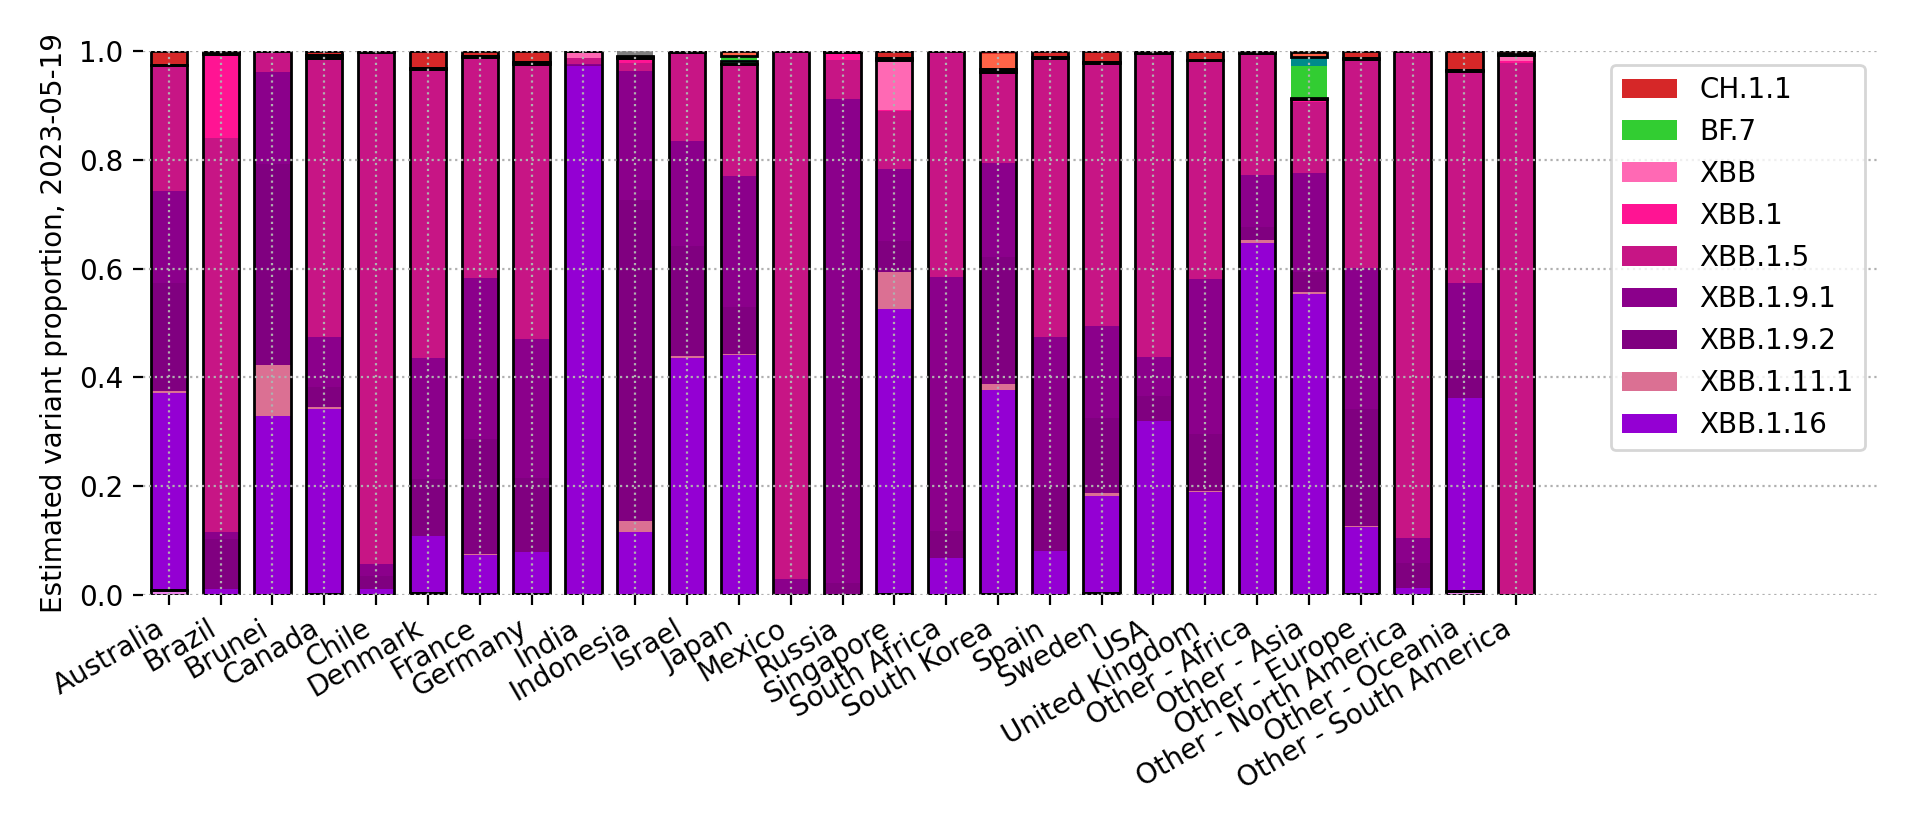 Estimated variant proportion, 2023-05-19
1.0
0.8
0.6
0.4
0.2
0.0
Australia
Brazil
Brunei
Canada
Chile
Denmark
France
Germany
India
Indonesia
Israel
Japan
Mexico
Russia
Singapore
South Africa
South Korea
Spain
Sweden
USA
United Kingdom
Other - Africa
Other - Asia
Other - Europe
Other - North America
Other - Oceania
Other - South America
CH.1.1
BF.7
XBB
XBB.1
XBB.1.5
XBB.1.9.1
XBB.1.9.2
XBB.1.11.1
XBB.1.16